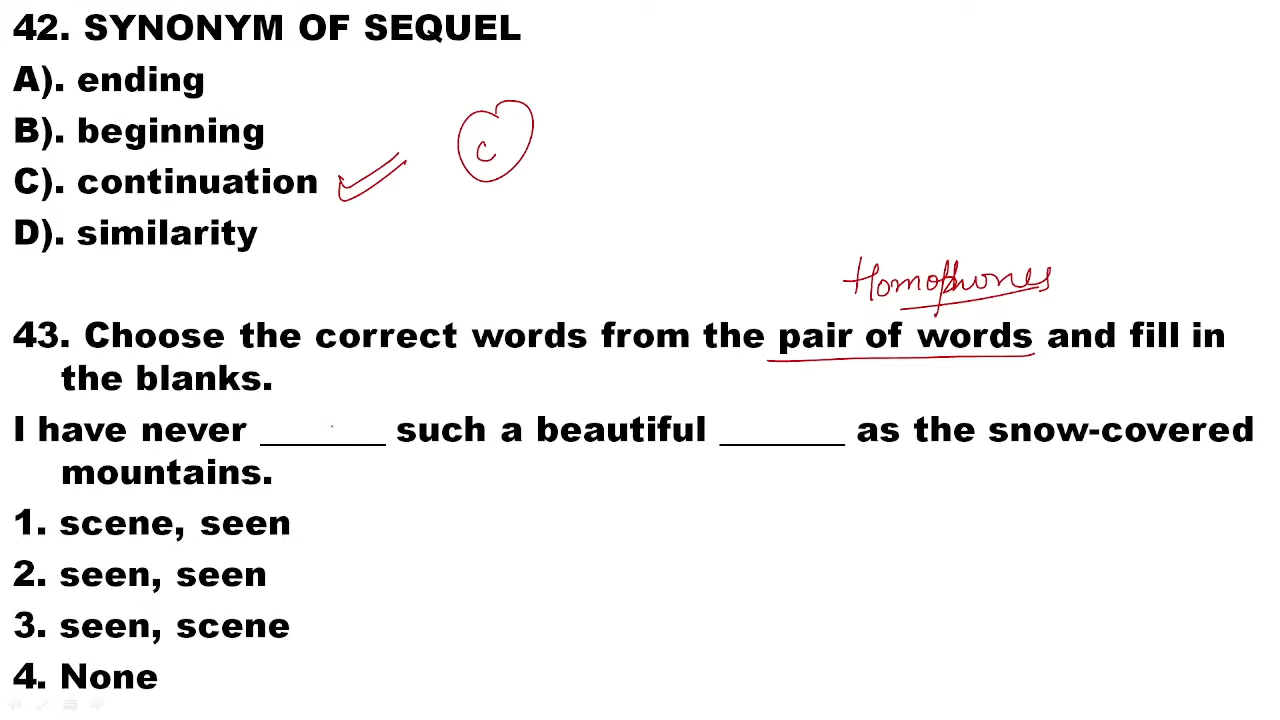 42. SYNONYM OF SEQUEL
A). ending
B). beginning
C). continuation
c
D). similarity
Homophones
43. Choose the correct words from the pair of words and fill in
the blanks.
I have never _______ such a beautiful _______ as the snow-covered
mountains.
1. scene, seen
2. seen, seen
3. seen, scene
4. None